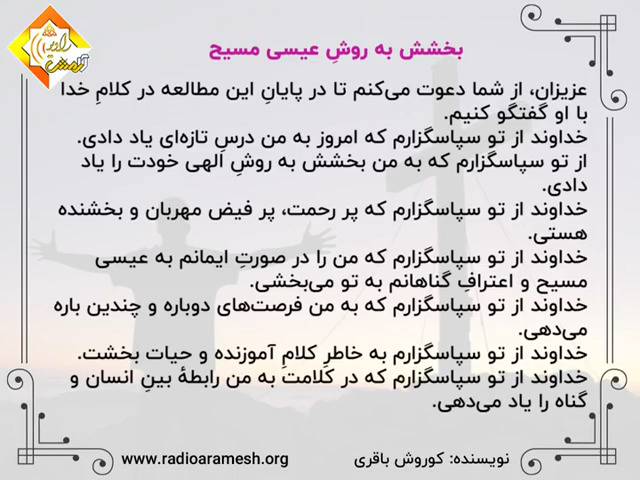 رادیو
آرامش
بخشش به روشِ عیسی مسیح
عزیزان، از شما دعوت می‌کنم تا در پایانِ این مطالعه در کلامِ خدا
با او گفتگو کنیم.
خداوند از تو سپاسگزارم که امروز به من درسِ تازه‌ای یاد دادی.
از تو سپاسگزارم که به من بخشش به روشِ الهی خودت را یاد
دادی.
خداوند از تو سپاسگزارم که پر رحمت، پر فیض مهربان و بخشنده
هستی.
خداوند از تو سپاسگزارم که من را در صورتِ ایمانم به عیسی
مسیح و اعترافِ گناهانم به تو می‌بخشی.
خداوند از تو سپاسگزارم که به من فرصت‌های دوباره و چندین باره
می‌دهی.
خداوند از تو سپاسگزارم به خاطرِ کلامِ آموزنده و حیات بخشت.
خداوند از تو سپاسگزارم که در کلامت به من رابطهٔ بینِ انسان و
گناه را یاد می‌دهی.
نویسنده: کوروش باقری
www.radioaramesh.org